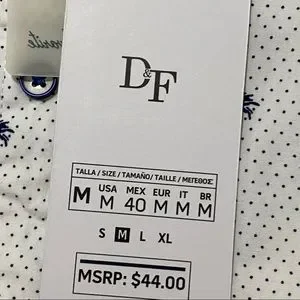 D&F
TALLA / SIZE / TAMAÑO / TAILLE / ΜΕΓΕΘΟΣ
USA MEX EUR IT BR
M M 40 M M M
S M L XL
MSRP: $44.00